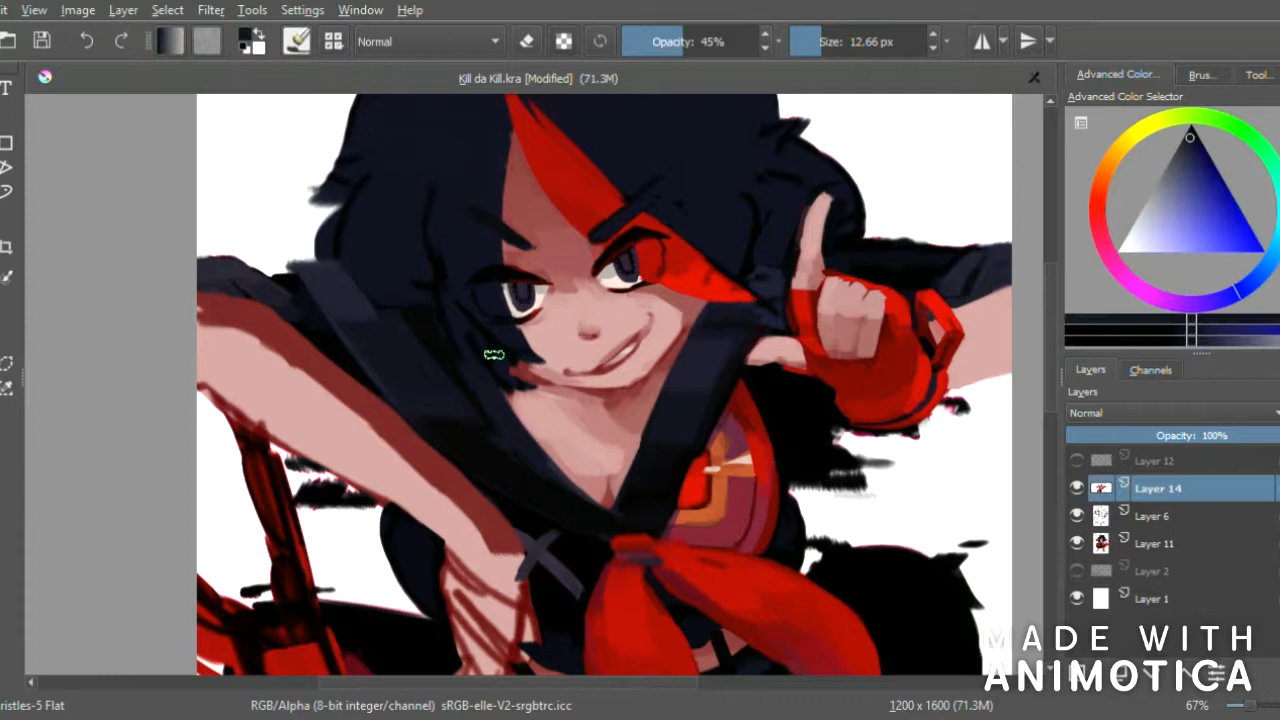 it View Image Layer Filter Select Filter Tools Settings Window Help
Normal Opacity: 45% Size: 12.66 px
Kill da Kill.kra [Modified] (71.3M)
Advanced Color... Brus... Tool...
Advanced Color Selector
Layers Channels
Layers
Normal
Opacity: 100%
Layer 12
Layer 14
Layer 6
Layer 11
Layer 2
Layer 1
MADE WITH
ANIMOTICA
ristles-5 Flat RGB/Alpha (8-bit integer/channel) sRGB-elle-V2-srgbtrc.icc 1200 x 1600 (71.3M) 67%